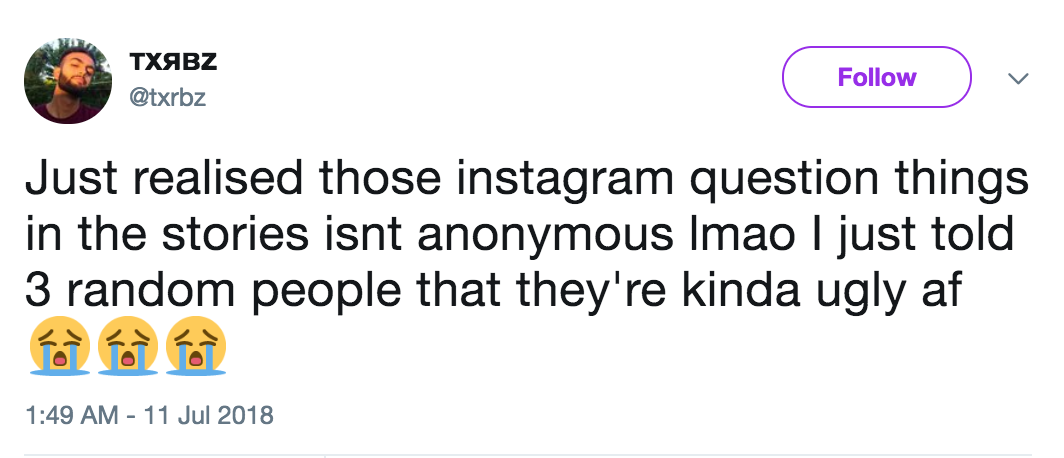 TXЯBZ
@txrbz
Follow
Just realised those instagram question things
in the stories isnt anonymous lmao I just told
3 random people that they're kinda ugly af
😭😭😭
1:49 AM - 11 Jul 2018